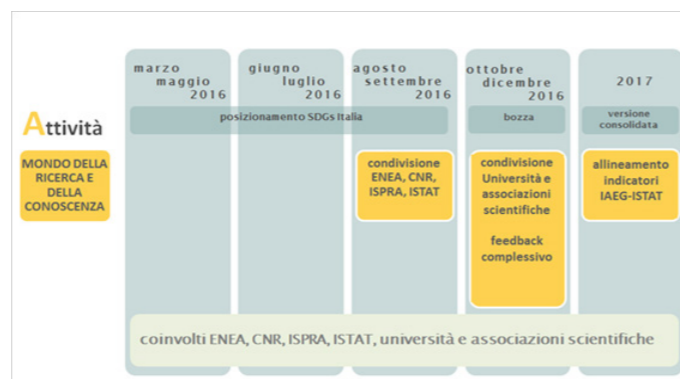 marzo
maggio
2016
giugno
luglio
2016
agosto
settembre
2016
ottobre
dicembre
2016
2017
posizionamento SDGs Italia
bozza
versione
consolidata
Attività
MONDO DELLA
RICERCA E
DELLA
CONOSCENZA
condivisione
ENEA, CNR,
ISPRA, ISTAT
condivisione
Università e
associazioni
scientifiche
feedback
complessivo
allineamento
indicatori
IAEG-ISTAT
coinvolti ENEA, CNR, ISPRA, ISTAT, università e associazioni scientifiche